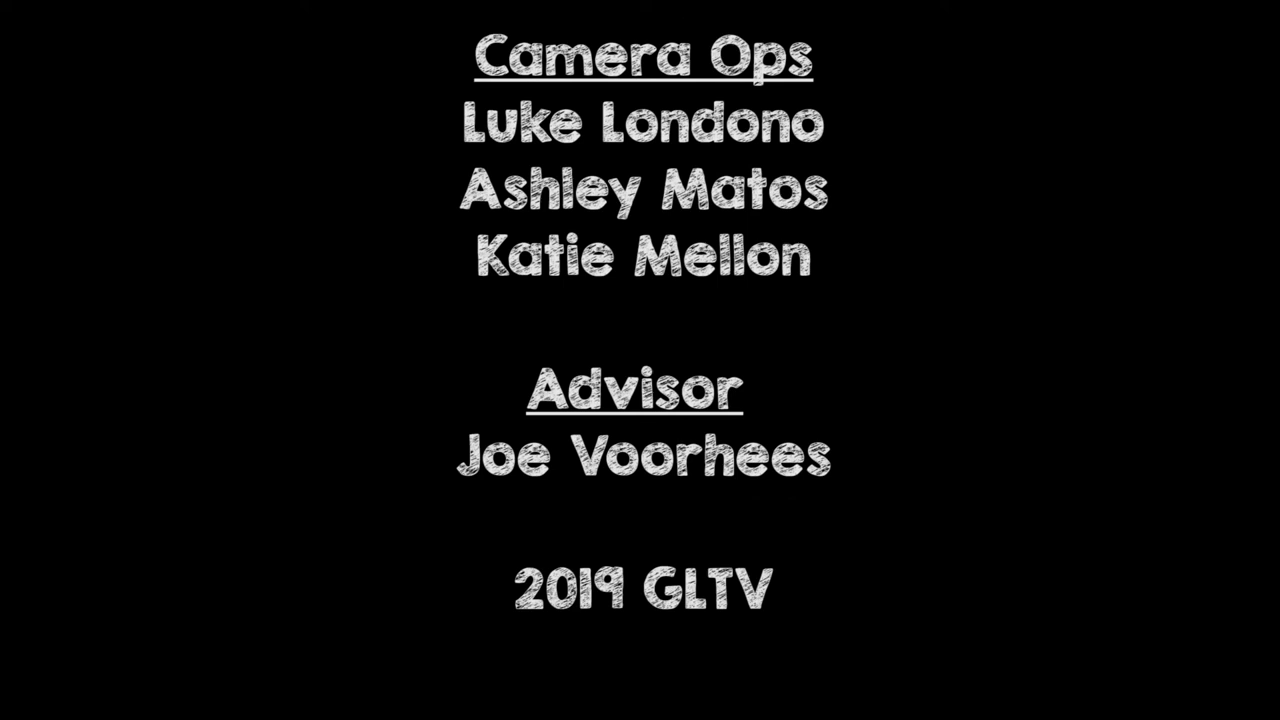 Camera Ops
Luke Londono
Ashley Matos
Katie Mellon
Advisor
Joe Voorhees
2019 GLTV